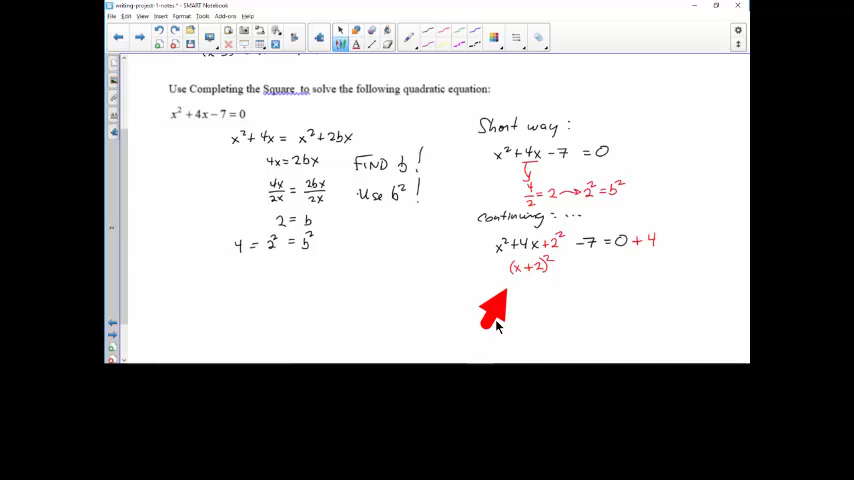 writing-project-1-notes * - SMART Notebook
File Edit View Insert Format Tools Add-ons Help
Use Completing the Square to solve the following quadratic equation:
x² + 4x − 7 = 0
x² + 4x = x² + 2bx
4x = 2bx
4x/2x = 2bx/2x
2 = b
4 = 2² = b²
FIND b!
Use b²!
Short way:
x² + 4x − 7 = 0
4/2 = 2 → 2² = b²
continuing: ...
x² + 4x + 2² − 7 = 0 + 4
(x + 2)²